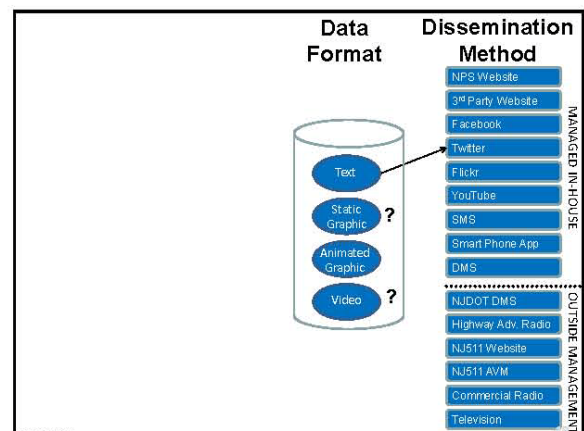 Data
Format
Dissemination
Method
Text
Static
Graphic
?
Animated
Graphic
Video
?
NPS Website
3rd Party Website
Facebook
Twitter
Flickr
YouTube
SMS
Smart Phone App
DMS
MANAGED IN-HOUSE
NJDOT DMS
Highway Adv. Radio
NJ511 Website
NJ511 AVM
Commercial Radio
Television
OUTSIDE MANAGEMENT